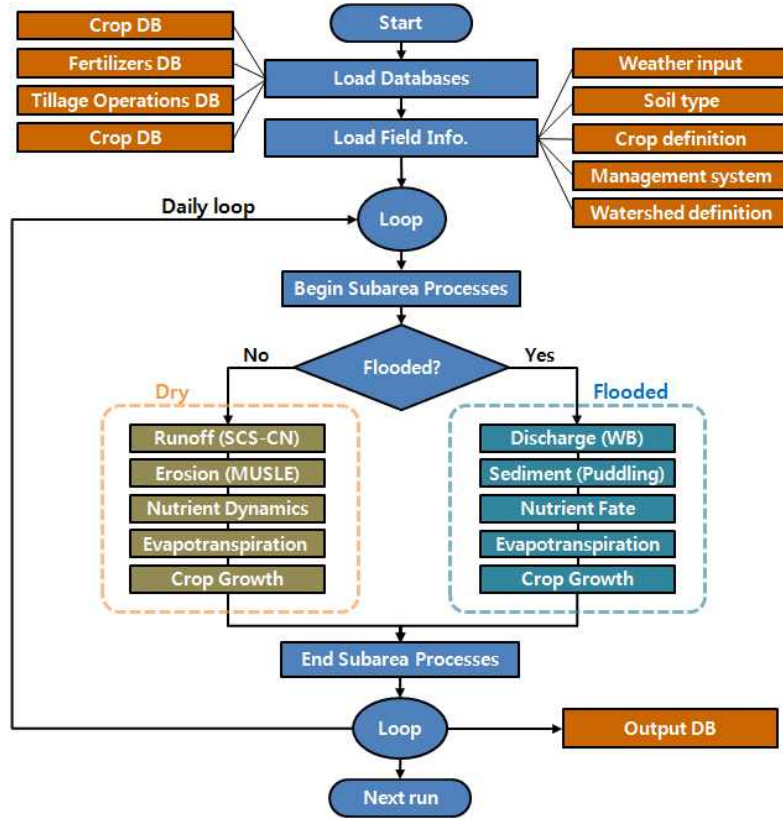 Start
Crop DB
Fertilizers DB
Tillage Operations DB
Crop DB
Load Databases
Load Field Info.
Weather input
Soil type
Crop definition
Management system
Watershed definition
Daily loop
Loop
Begin Subarea Processes
Flooded?
No
Yes
Dry
Runoff (SCS-CN)
Erosion (MUSLE)
Nutrient Dynamics
Evapotranspiration
Crop Growth
Flooded
Discharge (WB)
Sediment (Puddling)
Nutrient Fate
Evapotranspiration
Crop Growth
End Subarea Processes
Loop
Output DB
Next run